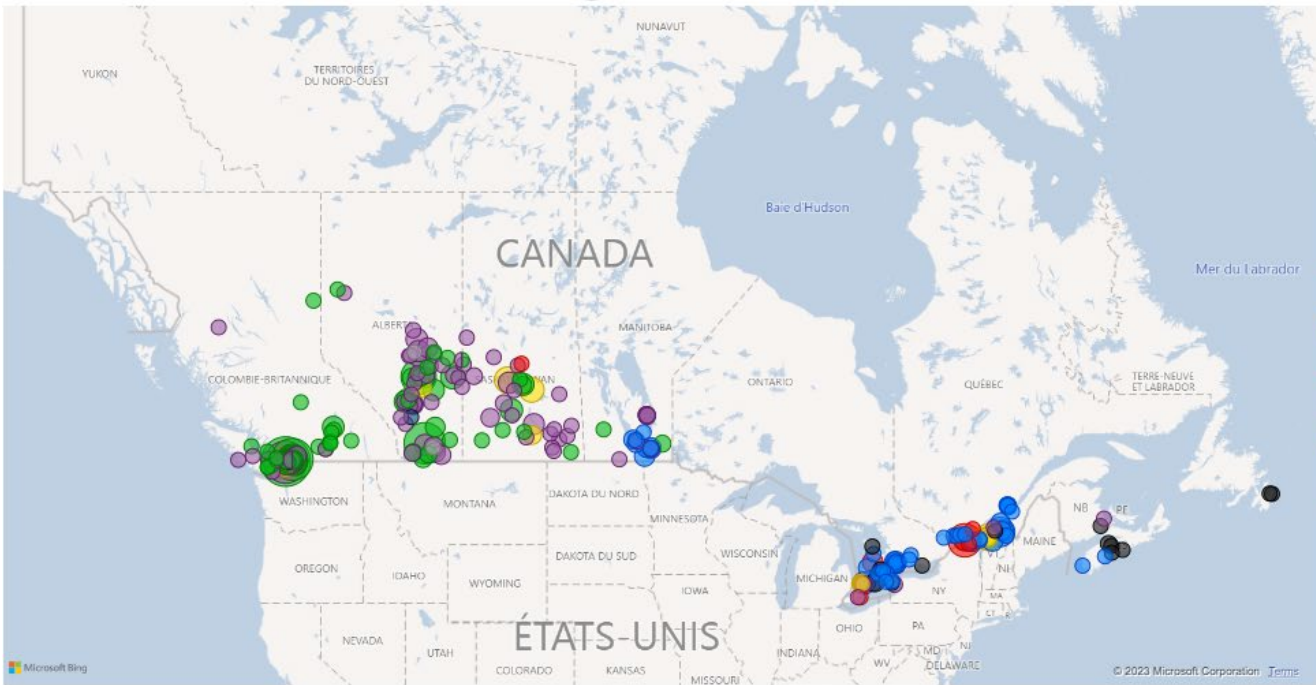 NUNAVUT
YUKON
TERRITOIRES
DU NORD-OUEST
Baie d'Hudson
CANADA
Mer du Labrador
ALBERTA
MANITOBA
COLOMBIE-BRITANNIQUE
ONTARIO
QUÉBEC
TERRE-NEUVE
ET LABRADOR
WASHINGTON
MONTANA
DAKOTA DU NORD
MINNESOTA
NB
PE
MAINE
VT
NH
OREGON
IDAHO
WYOMING
DAKOTA DU SUD
WISCONSIN
MICHIGAN
IOWA
NY
MA
CT
NEVADA
UTAH
COLORADO
ÉTATS-UNIS
KANSAS
MISSOURI
INDIANA
OHIO
PA
NJ
MD
DELAWARE
WV
Microsoft Bing
© 2023 Microsoft Corporation Terms